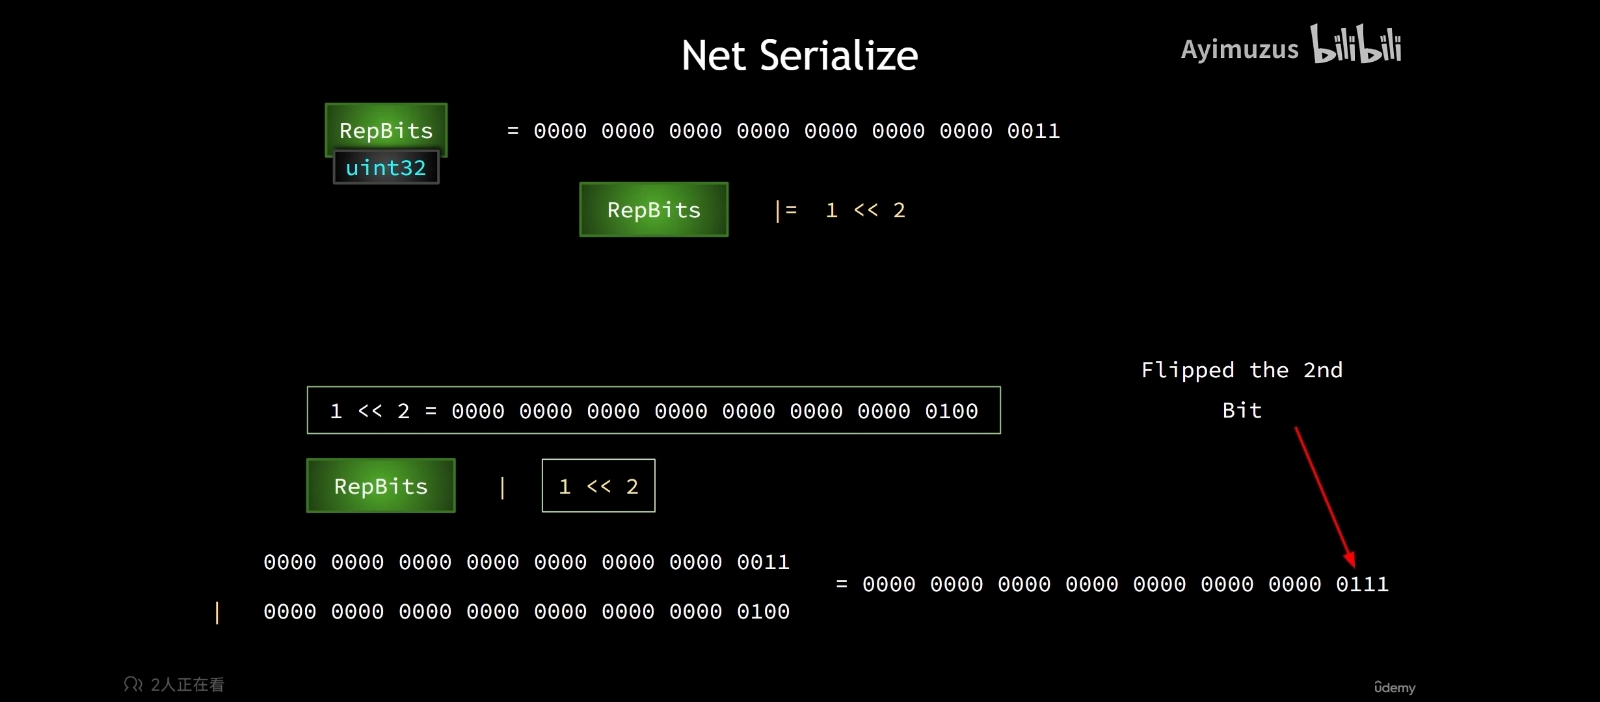 Net Serialize
Ayimuzus bilibili
RepBits = 0000 0000 0000 0000 0000 0000 0000 0011
uint32
RepBits |= 1 << 2
Flipped the 2nd
Bit
1 << 2 = 0000 0000 0000 0000 0000 0000 0000 0100
RepBits | 1 << 2
0000 0000 0000 0000 0000 0000 0000 0011
= 0000 0000 0000 0000 0000 0000 0000 0111
| 0000 0000 0000 0000 0000 0000 0000 0100
2人正在看
udemy